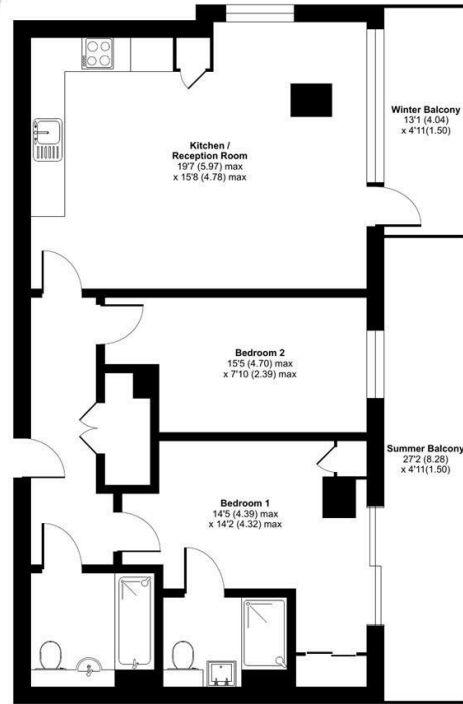 Winter Balcony
13'1 (4.04)
x 4'11(1.50)
Kitchen /
Reception Room
19'7 (5.97) max
x 15'8 (4.78) max
Bedroom 2
15'5 (4.70) max
x 7'10 (2.39) max
Summer Balcony
27'2 (8.28)
x 4'11(1.50)
Bedroom 1
14'5 (4.39) max
x 14'2 (4.32) max